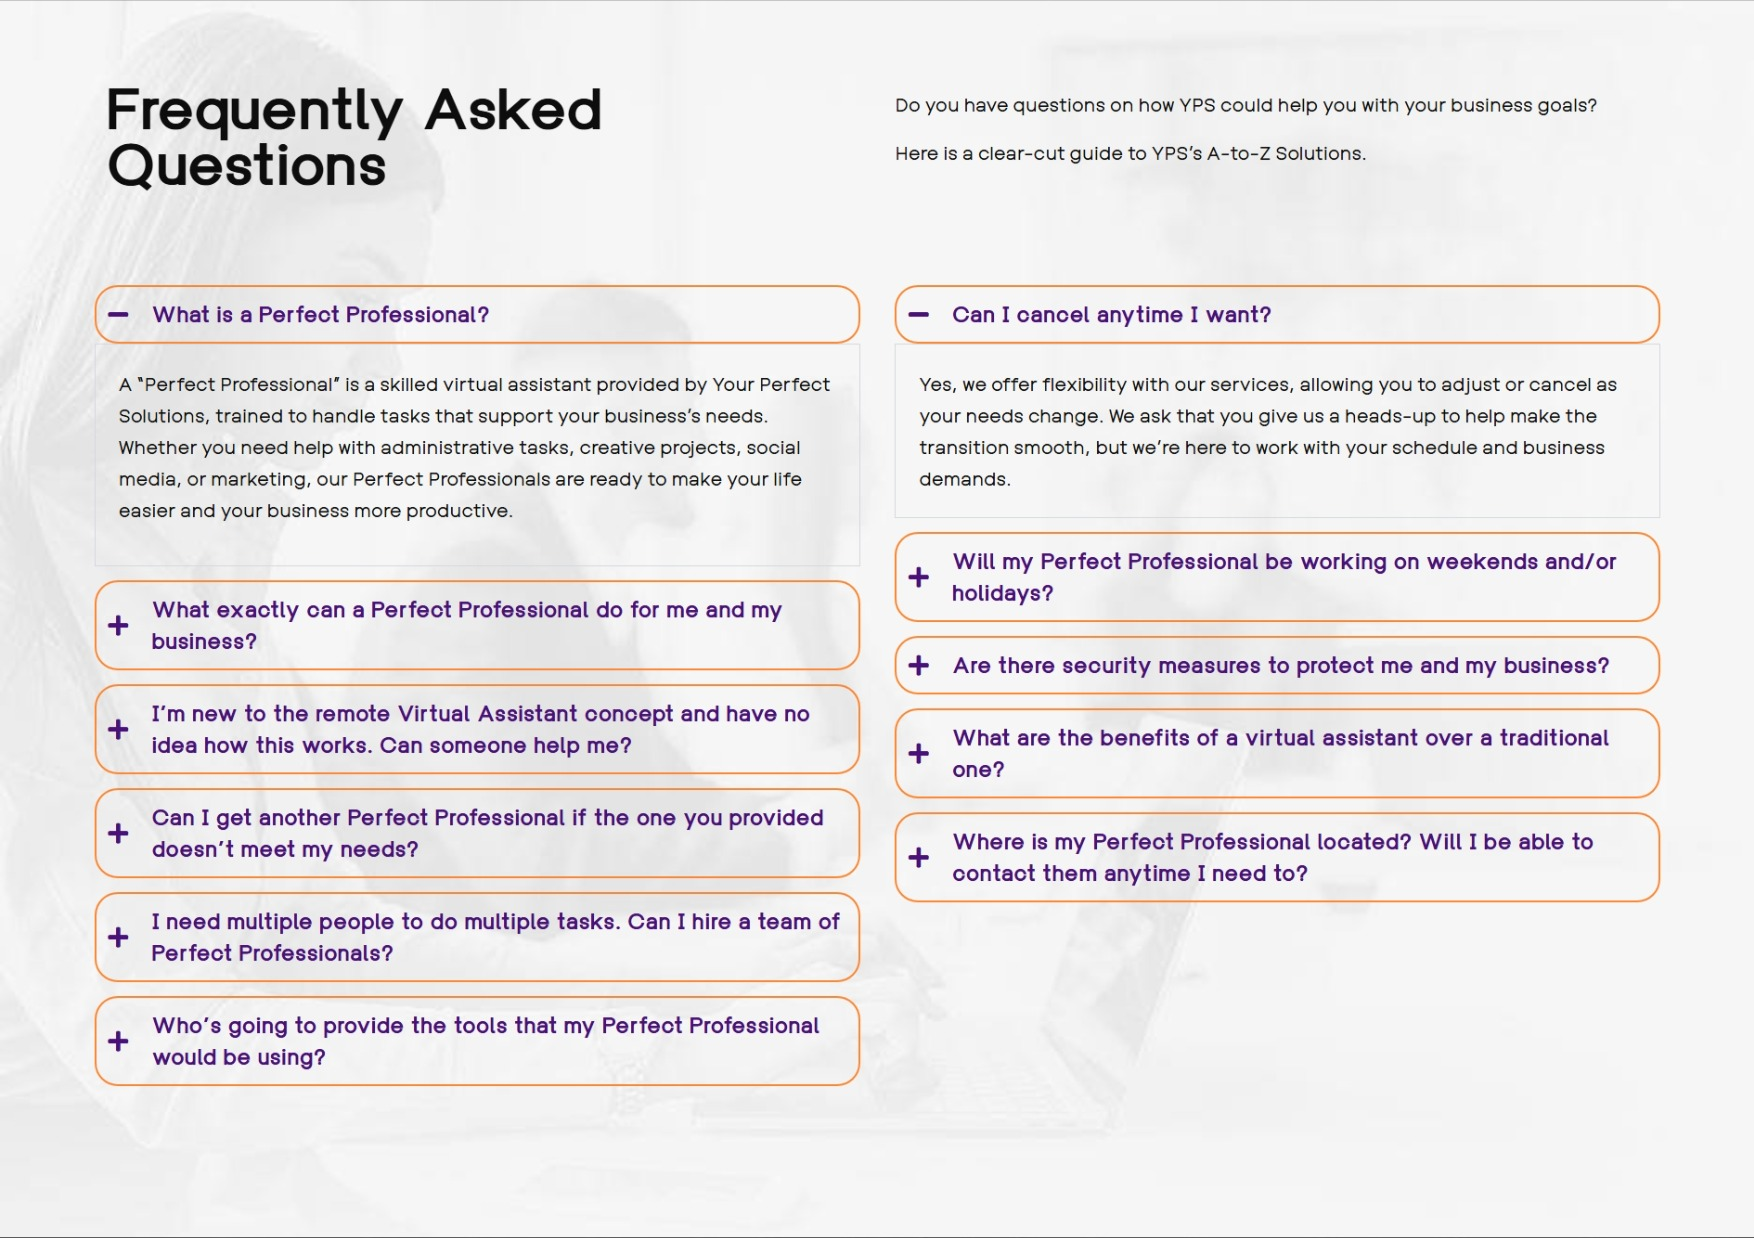 Frequently Asked
Questions
Do you have questions on how YPS could help you with your business goals?
Here is a clear-cut guide to YPS's A-to-Z Solutions.
What is a Perfect Professional?
A “Perfect Professional” is a skilled virtual assistant provided by Your Perfect
Solutions, trained to handle tasks that support your business's needs.
Whether you need help with administrative tasks, creative projects, social
media, or marketing, our Perfect Professionals are ready to make your life
easier and your business more productive.
What exactly can a Perfect Professional do for me and my
business?
I'm new to the remote Virtual Assistant concept and have no
idea how this works. Can someone help me?
Can I get another Perfect Professional if the one you provided
doesn't meet my needs?
I need multiple people to do multiple tasks. Can I hire a team of
Perfect Professionals?
Who's going to provide the tools that my Perfect Professional
would be using?
Can I cancel anytime I want?
Yes, we offer flexibility with our services, allowing you to adjust or cancel as
your needs change. We ask that you give us a heads-up to help make the
transition smooth, but we're here to work with your schedule and business
demands.
Will my Perfect Professional be working on weekends and/or
holidays?
Are there security measures to protect me and my business?
What are the benefits of a virtual assistant over a traditional
one?
Where is my Perfect Professional located? Will I be able to
contact them anytime I need to?